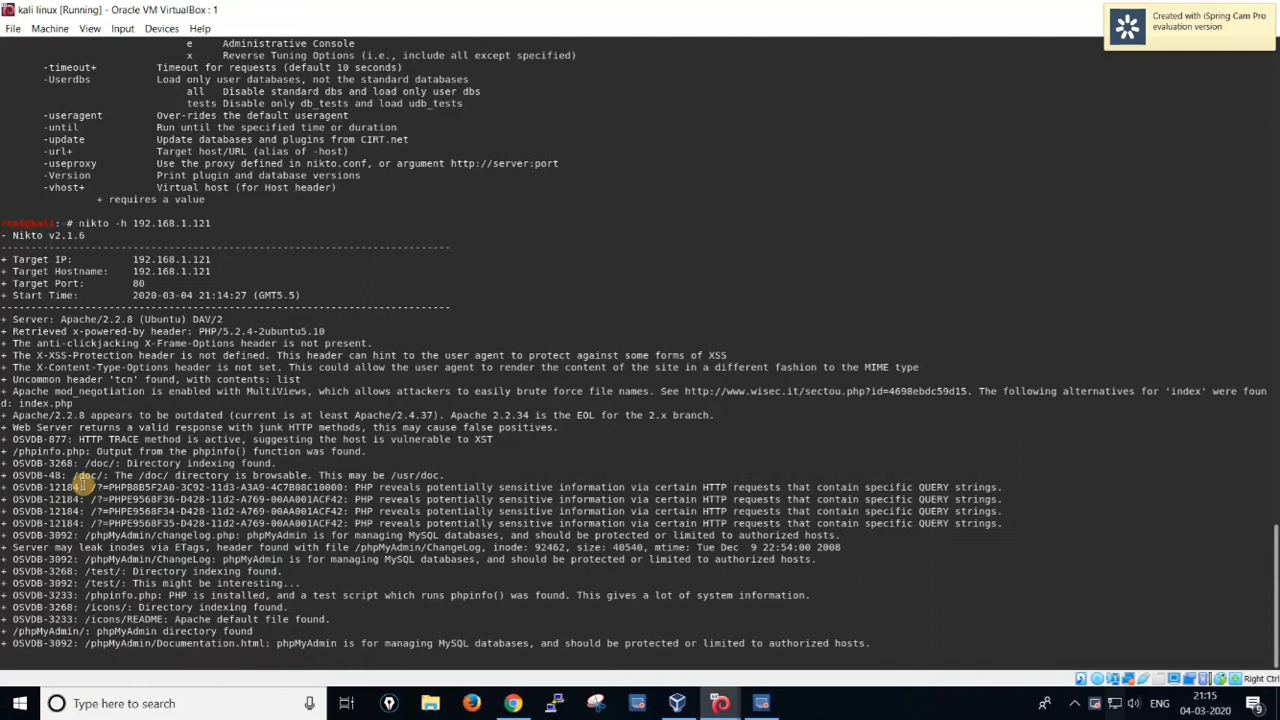 kali linux [Running] - Oracle VM VirtualBox : 1
File Machine View Input Devices Help
Created with iSpring Cam Pro
evaluation version
e Administrative Console
x Reverse Tuning Options (i.e., include all except specified)
-timeout+ Timeout for requests (default 10 seconds)
-Userdbs Load only user databases, not the standard databases
all Disable standard dbs and load only user dbs
tests Disable only db_tests and load udb_tests
-useragent Over-rides the default useragent
-until Run until the specified time or duration
-update Update databases and plugins from CIRT.net
-url+ Target host/URL (alias of -host)
-useproxy Use the proxy defined in nikto.conf, or argument http://server:port
-Version Print plugin and database versions
-vhost+ Virtual host (for Host header)
+ requires a value
root@kali:~# nikto -h 192.168.1.121
- Nikto v2.1.6
---------------------------------------------------------------------------
+ Target IP: 192.168.1.121
+ Target Hostname: 192.168.1.121
+ Target Port: 80
+ Start Time: 2020-03-04 21:14:27 (GMT5.5)
---------------------------------------------------------------------------
+ Server: Apache/2.2.8 (Ubuntu) DAV/2
+ Retrieved x-powered-by header: PHP/5.2.4-2ubuntu5.10
+ The anti-clickjacking X-Frame-Options header is not present.
+ The X-XSS-Protection header is not defined. This header can hint to the user agent to protect against some forms of XSS
+ The X-Content-Type-Options header is not set. This could allow the user agent to render the content of the site in a different fashion to the MIME type
+ Uncommon header 'tcn' found, with contents: list
+ Apache mod_negotiation is enabled with MultiViews, which allows attackers to easily brute force file names. See http://www.wisec.it/sectou.php?id=4698ebdc59d15. The following alternatives for 'index' were foun
d: index.php
+ Apache/2.2.8 appears to be outdated (current is at least Apache/2.4.37). Apache 2.2.34 is the EOL for the 2.x branch.
+ Web Server returns a valid response with junk HTTP methods, this may cause false positives.
+ OSVDB-877: HTTP TRACE method is active, suggesting the host is vulnerable to XST
+ /phpinfo.php: Output from the phpinfo() function was found.
+ OSVDB-3268: /doc/: Directory indexing found.
+ OSVDB-48: /doc/: The /doc/ directory is browsable. This may be /usr/doc.
+ OSVDB-12184: /?=PHPB8B5F2A0-3C92-11d3-A3A9-4C7B08C10000: PHP reveals potentially sensitive information via certain HTTP requests that contain specific QUERY strings.
+ OSVDB-12184: /?=PHPE9568F36-D428-11d2-A769-00AA001ACF42: PHP reveals potentially sensitive information via certain HTTP requests that contain specific QUERY strings.
+ OSVDB-12184: /?=PHPE9568F34-D428-11d2-A769-00AA001ACF42: PHP reveals potentially sensitive information via certain HTTP requests that contain specific QUERY strings.
+ OSVDB-12184: /?=PHPE9568F35-D428-11d2-A769-00AA001ACF42: PHP reveals potentially sensitive information via certain HTTP requests that contain specific QUERY strings.
+ OSVDB-3092: /phpMyAdmin/changelog.php: phpMyAdmin is for managing MySQL databases, and should be protected or limited to authorized hosts.
+ Server may leak inodes via ETags, header found with file /phpMyAdmin/ChangeLog, inode: 92462, size: 40540, mtime: Tue Dec  9 22:54:00 2008
+ OSVDB-3092: /phpMyAdmin/ChangeLog: phpMyAdmin is for managing MySQL databases, and should be protected or limited to authorized hosts.
+ OSVDB-3268: /test/: Directory indexing found.
+ OSVDB-3092: /test/: This might be interesting...
+ OSVDB-3233: /phpinfo.php: PHP is installed, and a test script which runs phpinfo() was found. This gives a lot of system information.
+ OSVDB-3268: /icons/: Directory indexing found.
+ OSVDB-3233: /icons/README: Apache default file found.
+ /phpMyAdmin/: phpMyAdmin directory found
+ OSVDB-3092: /phpMyAdmin/Documentation.html: phpMyAdmin is for managing MySQL databases, and should be protected or limited to authorized hosts.
Right Ctrl
Type here to search
ENG
21:15
04-03-2020
9